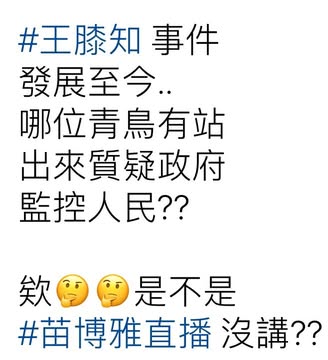 #王膝知 事件
發展至今..
哪位青鳥有站
出來質疑政府
監控人民??
欸🤔🤔是不是
#苗博雅直播 沒講??